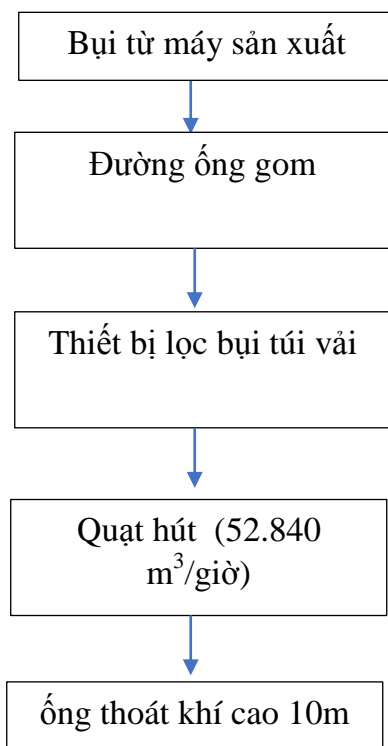 Bụi từ máy sản xuất
Đường ống gom
Thiết bị lọc bụi túi vải
Quạt hút (52.840
m³/giờ)
ống thoát khí cao 10m